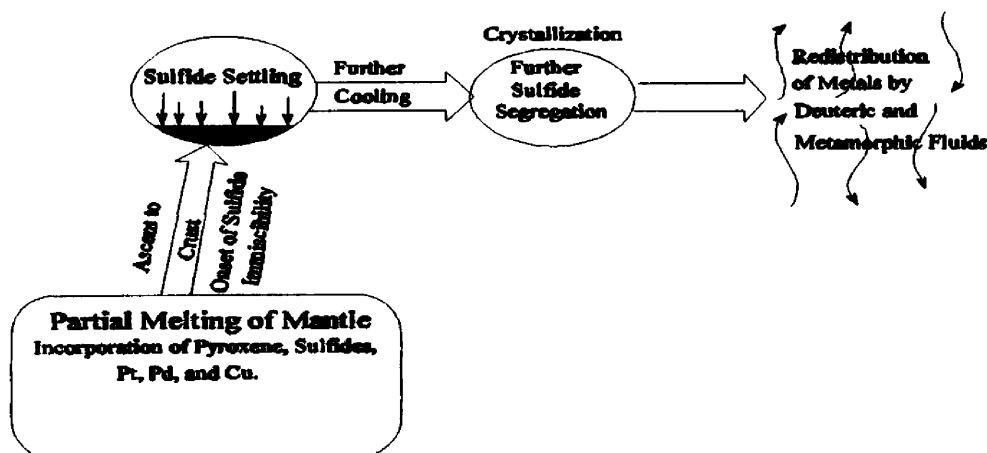 Crystallization
Sulfide Settling
Further
Cooling
Further
Sulfide
Segregation
Redistribution
of Metals by
Deuteric and
Metamorphic Fluids
Ascent to
Crust
Onset of Sulfide
Immiscibility
Partial Melting of Mantle
Incorporation of Pyroxene, Sulfides,
Pt, Pd, and Cu.